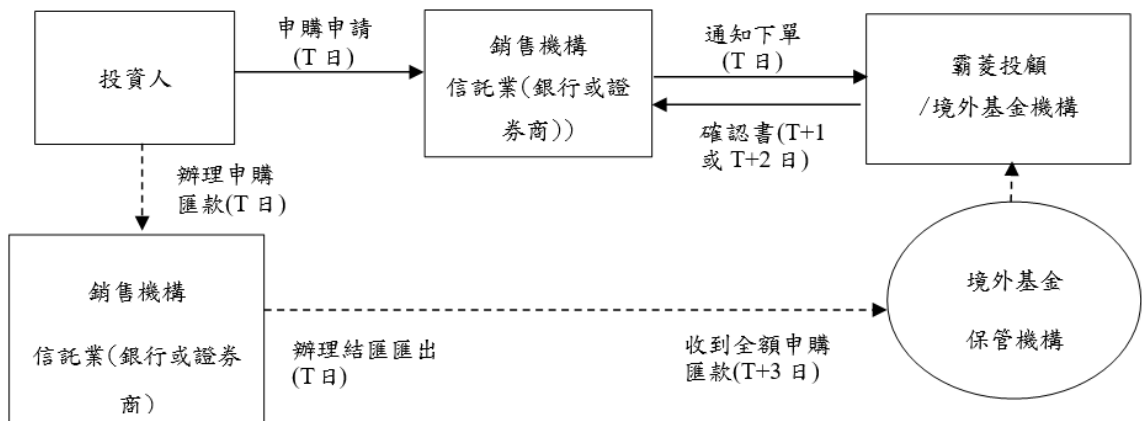 投資人
申購申請
(T 日)
銷售機構
信託業(銀行或證
券商))
通知下單
(T 日)
確認書(T+1
或 T+2 日)
霸菱投顧
/境外基金機構
辦理申購
匯款(T 日)
銷售機構
信託業(銀行或證券
商)
辦理結匯匯出
(T 日)
收到全額申購
匯款(T+3 日)
境外基金
保管機構